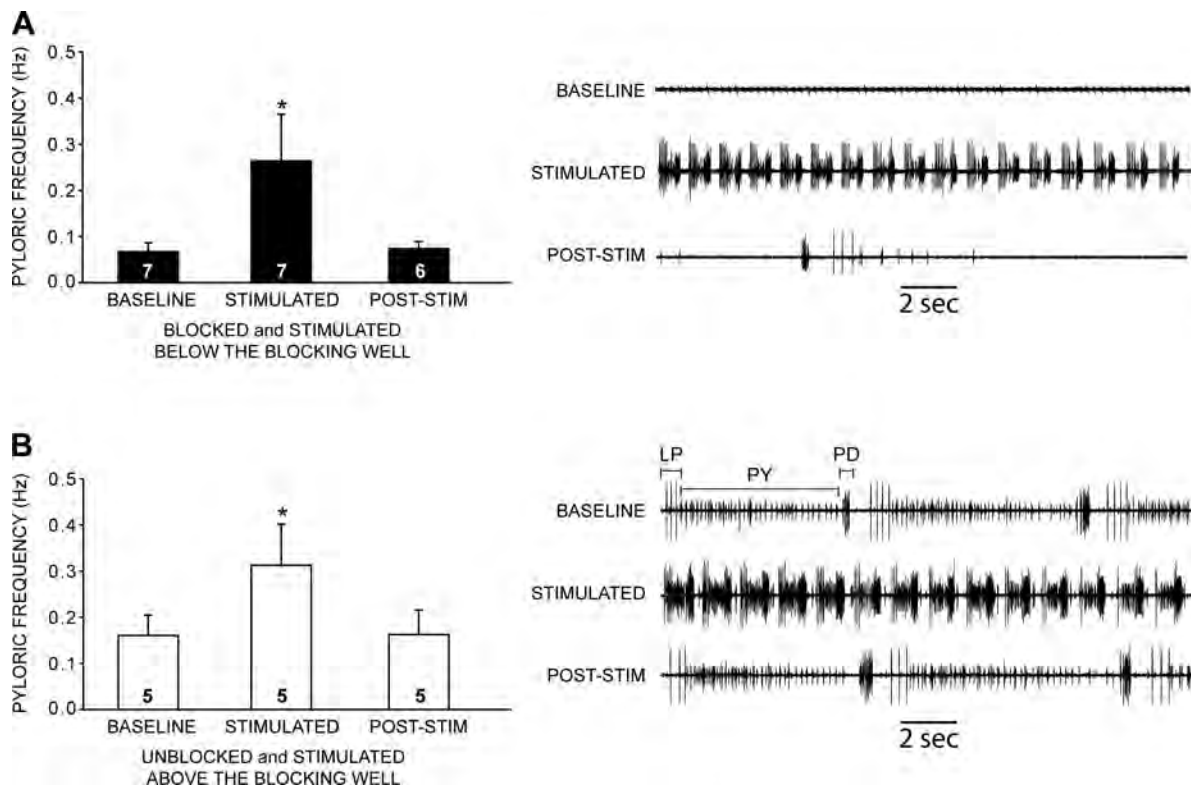 A
PYLORIC FREQUENCY (Hz)
0.5
0.4
0.3
0.2
0.1
0.0
*
7
7
6
BASELINE STIMULATED POST-STIM
BLOCKED and STIMULATED
BELOW THE BLOCKING WELL
BASELINE
STIMULATED
POST-STIM
2 sec
B
PYLORIC FREQUENCY (Hz)
0.5
0.4
0.3
0.2
0.1
0.0
*
5
5
5
BASELINE STIMULATED POST-STIM
UNBLOCKED and STIMULATED
ABOVE THE BLOCKING WELL
LP
PY
PD
BASELINE
STIMULATED
POST-STIM
2 sec